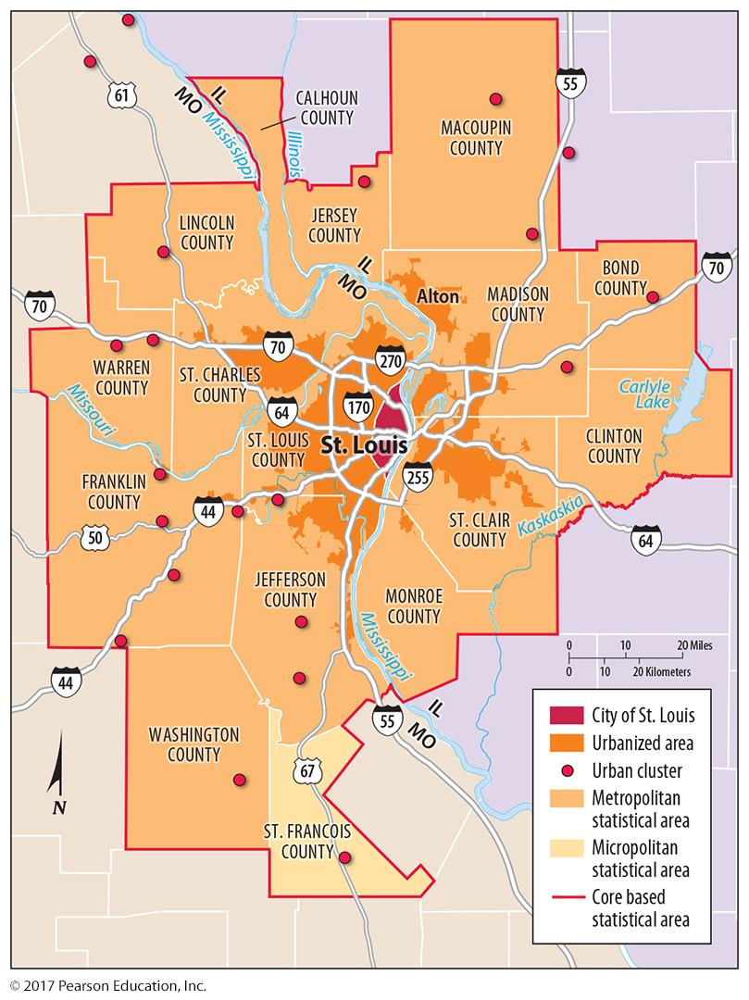 61
IL
MO
Mississippi
CALHOUN
COUNTY
Illinois
MACOUPIN
COUNTY
55
LINCOLN
COUNTY
JERSEY
COUNTY
IL
MO
Alton
MADISON
COUNTY
BOND
COUNTY
70
70
WARREN
COUNTY
ST. CHARLES
COUNTY
70
270
Missouri
64
170
Carlyle
Lake
ST. LOUIS
COUNTY
St. Louis
CLINTON
COUNTY
FRANKLIN
COUNTY
255
44
50
ST. CLAIR
COUNTY
Kaskaskia
64
JEFFERSON
COUNTY
MONROE
COUNTY
Mississippi
0 10 20 Miles
0 10 20 Kilometers
44
55
IL
MO
WASHINGTON
COUNTY
67
N
ST. FRANCOIS
COUNTY
City of St. Louis
Urbanized area
Urban cluster
Metropolitan
statistical area
Micropolitan
statistical area
Core based
statistical area
© 2017 Pearson Education, Inc.